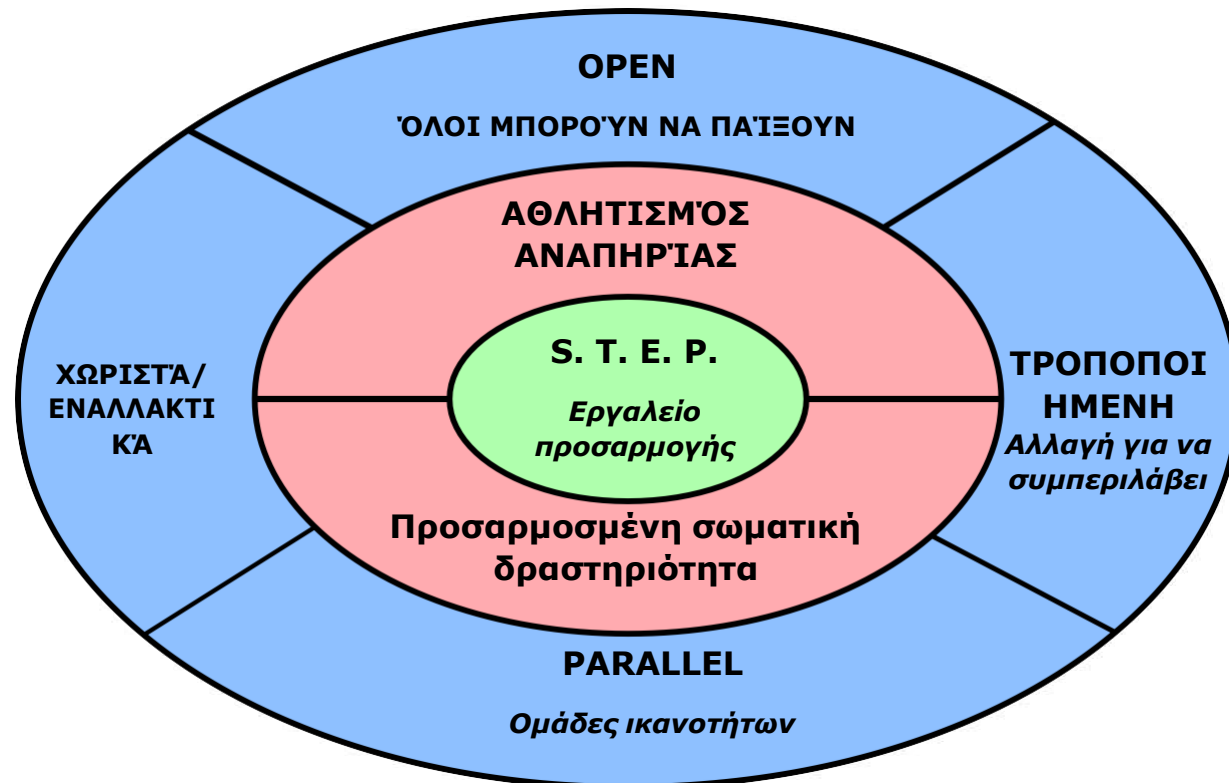 OPEN
ΌΛΟΙ ΜΠΟΡΟΎΝ ΝΑ ΠΑΊΞΟΥΝ
ΑΘΛΗΤΙΣΜΌΣ
ΑΝΑΠΗΡΊΑΣ
S. T. E. P.
Εργαλείο
προσαρμογής
ΧΩΡΙΣΤΆ/
ΕΝΑΛΛΑΚΤΙ
ΚΆ
ΤΡΟΠΟΠΟΙ
ΗΜΕΝΗ
Αλλαγή για να
συμπεριλάβει
Προσαρμοσμένη σωματική
δραστηριότητα
PARALLEL
Ομάδες ικανοτήτων